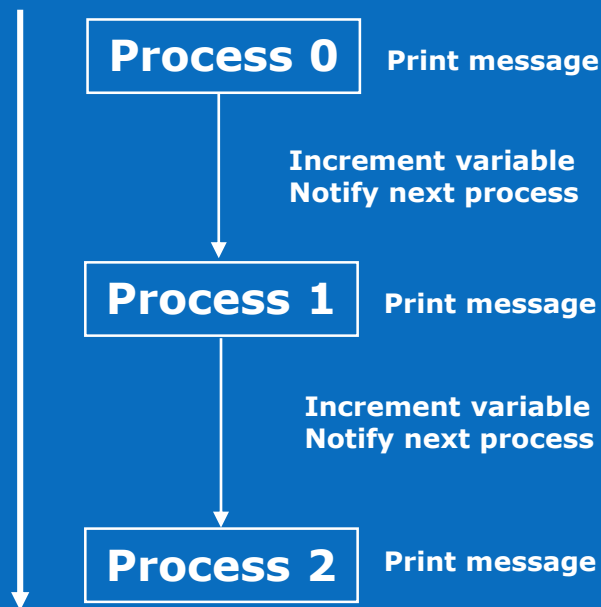 Process 0
Print message
Increment variable
Notify next process
Process 1
Print message
Increment variable
Notify next process
Process 2
Print message